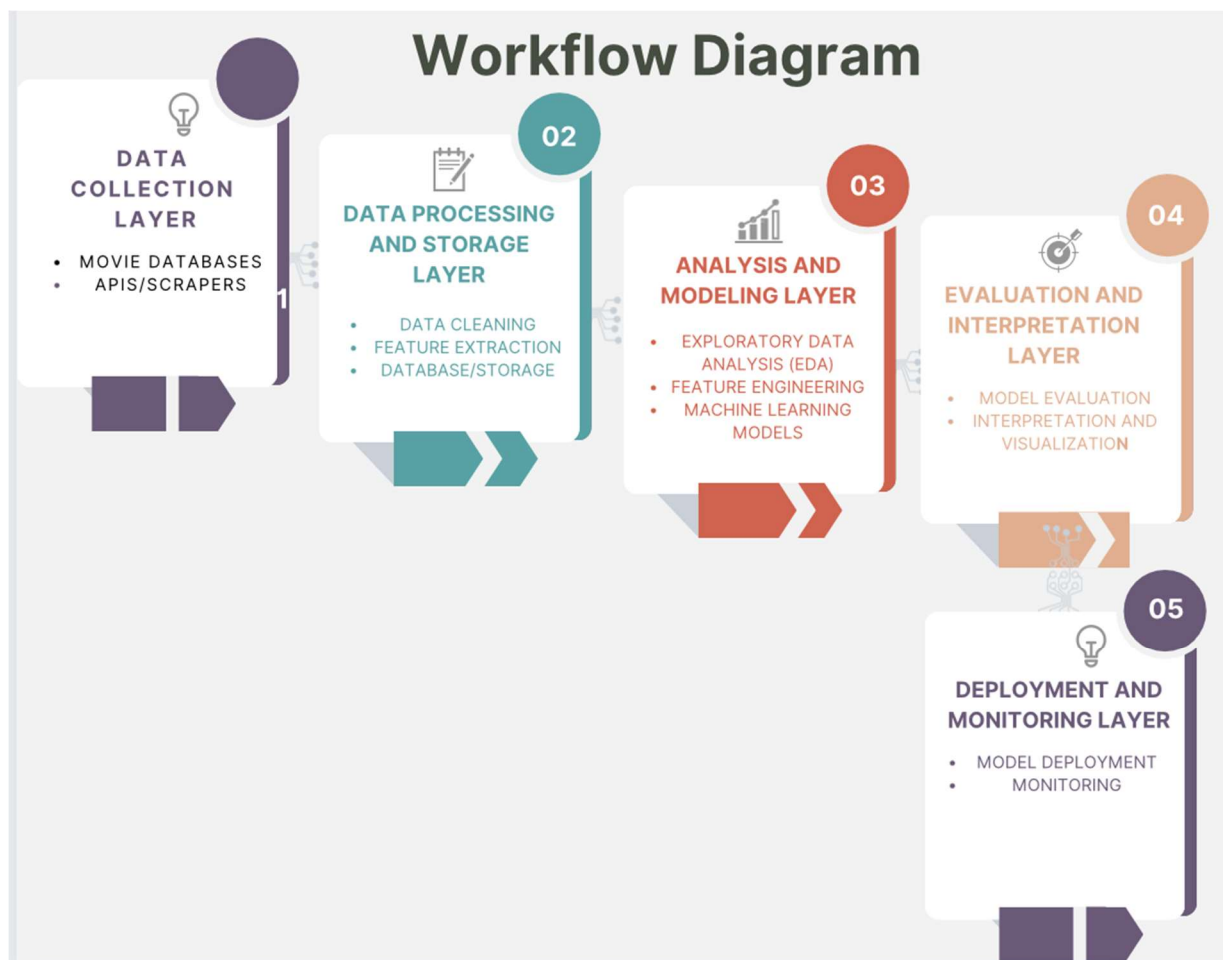 Workflow Diagram
DATA
COLLECTION
LAYER
• MOVIE DATABASES
• APIS/SCRAPERS
1
02
DATA PROCESSING
AND STORAGE
LAYER
• DATA CLEANING
• FEATURE EXTRACTION
• DATABASE/STORAGE
03
ANALYSIS AND
MODELING LAYER
• EXPLORATORY DATA
ANALYSIS (EDA)
• FEATURE ENGINEERING
• MACHINE LEARNING
MODELS
04
EVALUATION AND
INTERPRETATION
LAYER
• MODEL EVALUATION
• INTERPRETATION AND
VISUALIZATION
05
DEPLOYMENT AND
MONITORING LAYER
• MODEL DEPLOYMENT
• MONITORING